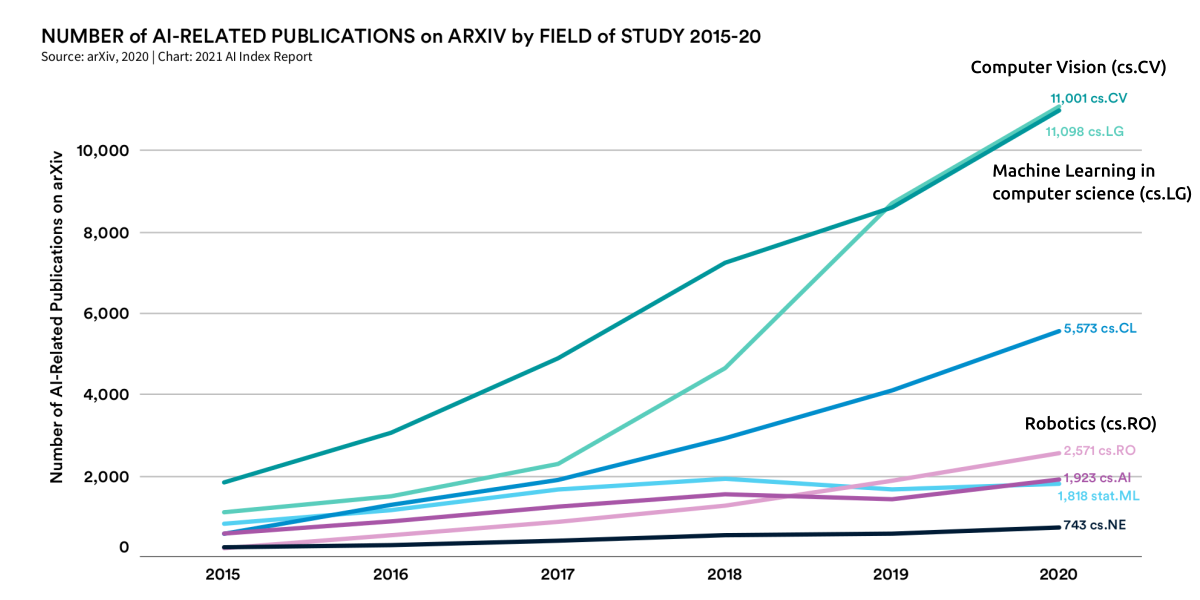 NUMBER of AI-RELATED PUBLICATIONS on ARXIV by FIELD of STUDY 2015-20
Source: arXiv, 2020 | Chart: 2021 AI Index Report
Computer Vision (cs.CV)
11,001 cs.CV
11,098 cs.LG
Machine Learning in
computer science (cs.LG)
5,573 cs.CL
Robotics (cs.RO)
2,571 cs.RO
1,923 cs.AI
1,818 stat.ML
743 cs.NE
Number of AI-Related Publications on arXiv
10,000
8,000
6,000
4,000
2,000
0
2015 2016 2017 2018 2019 2020